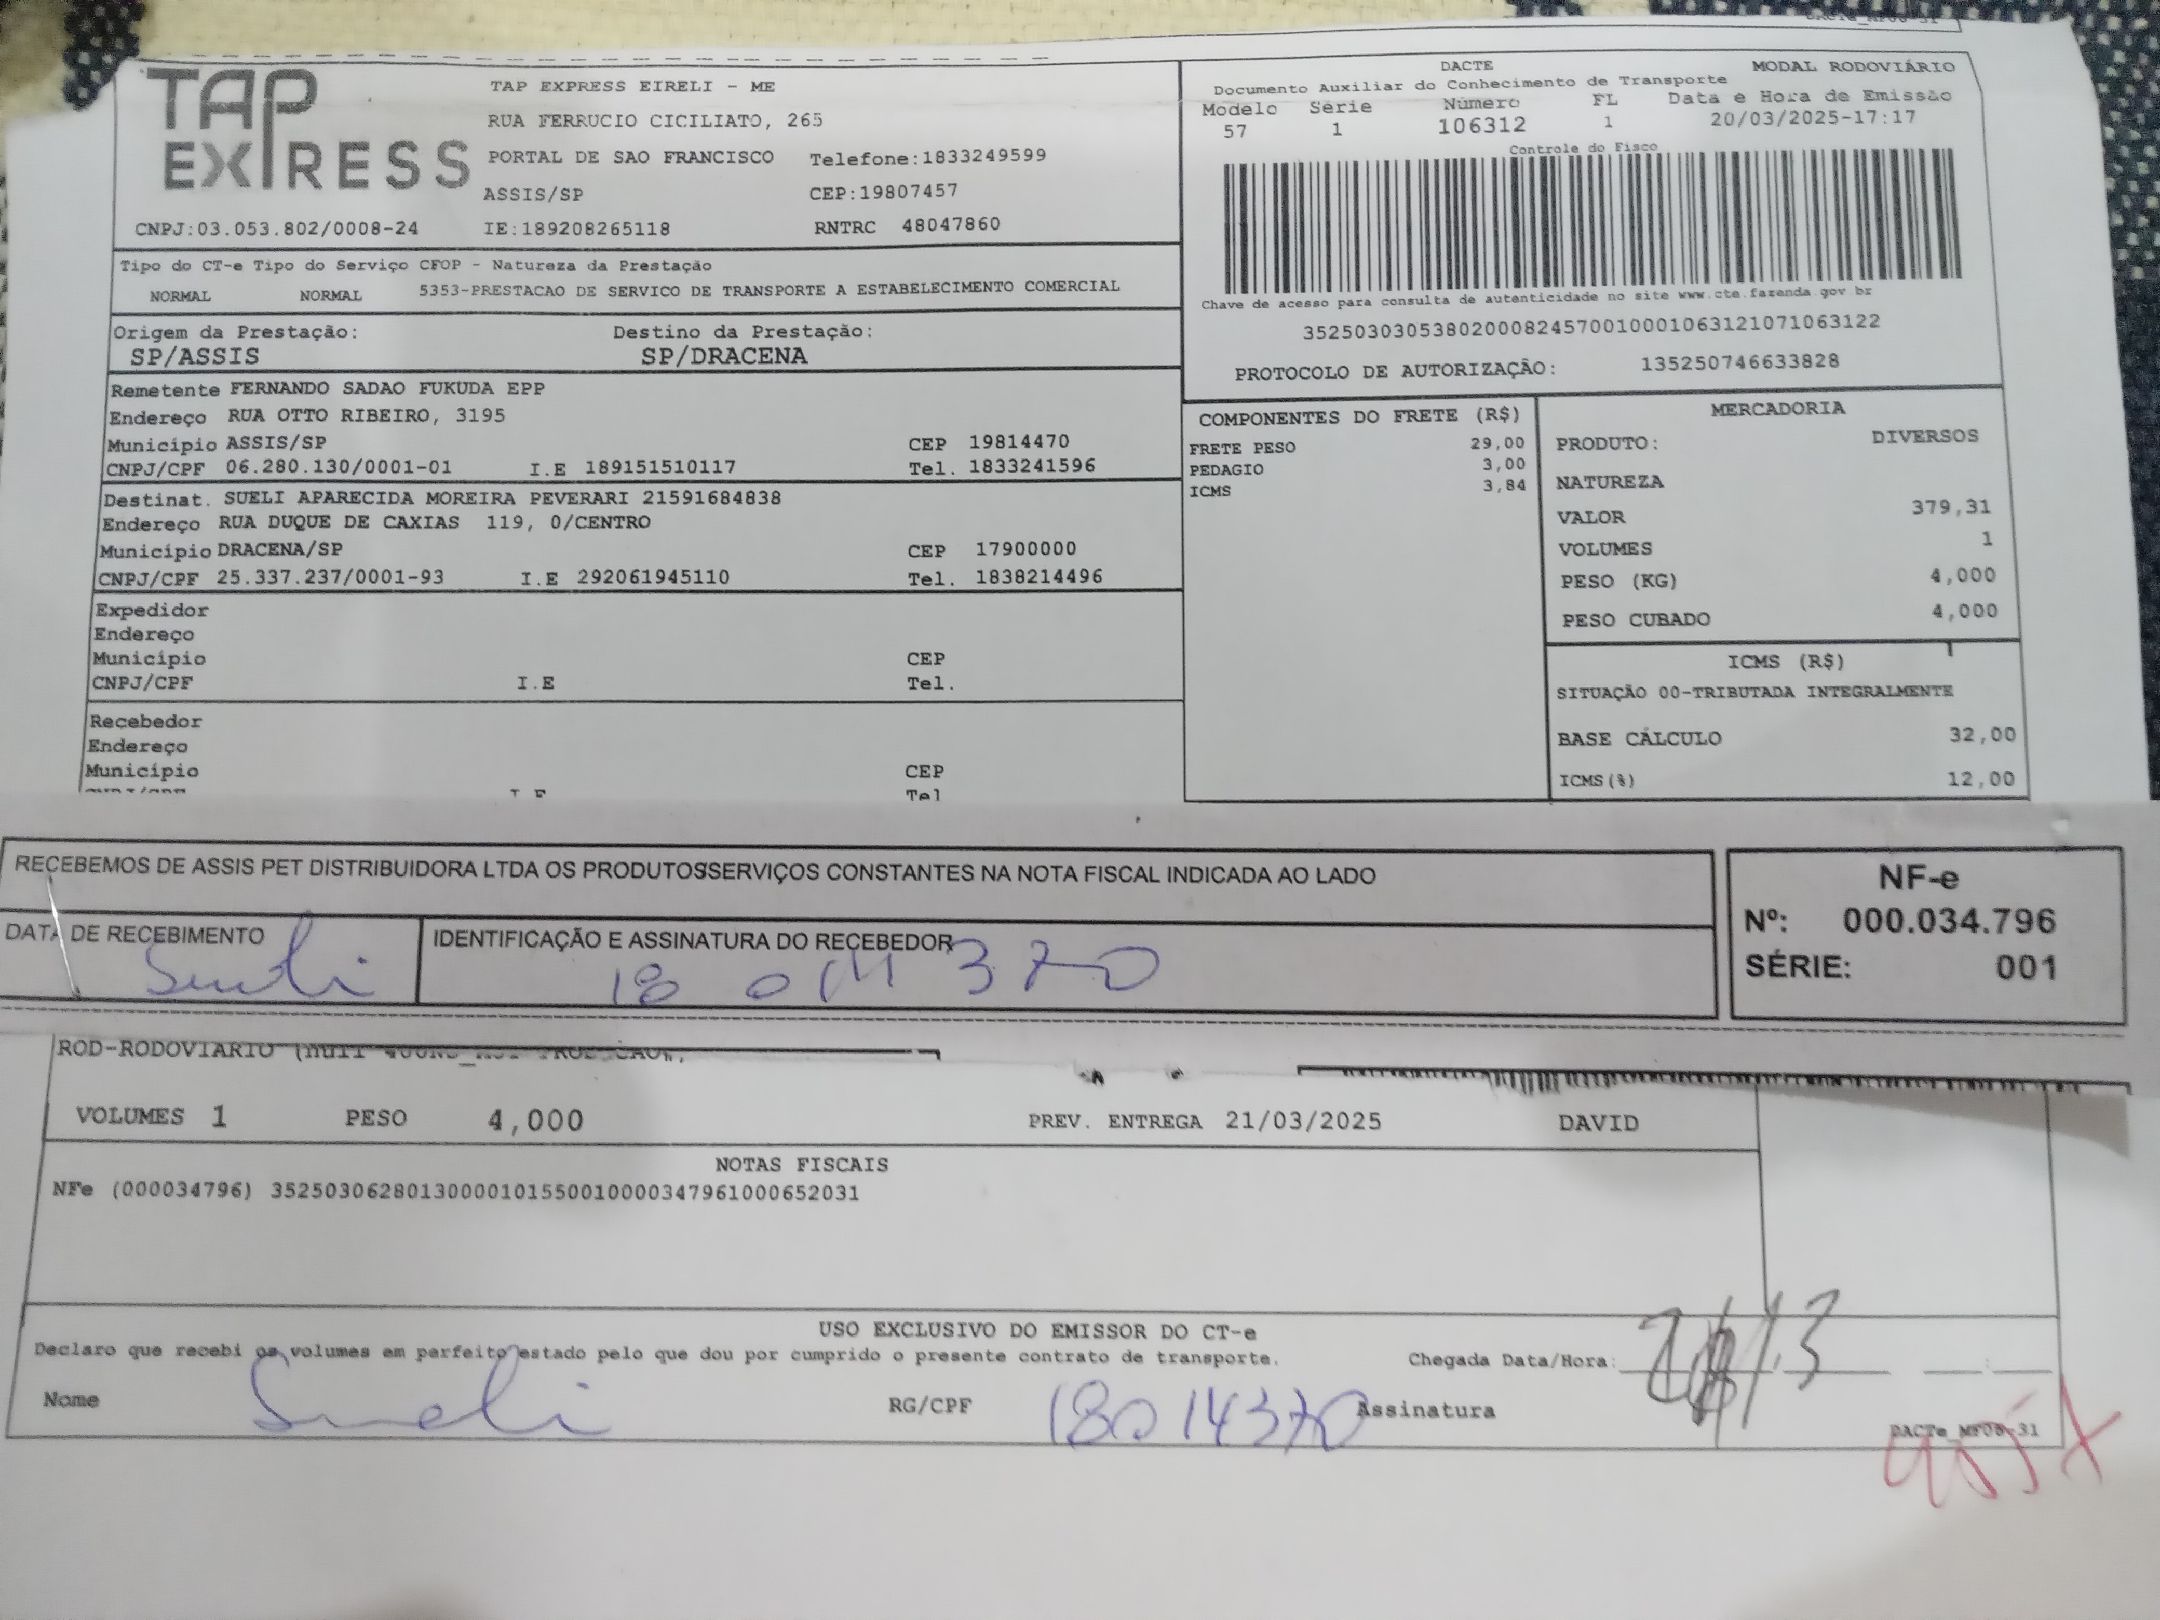 TAP EXPRESS
TAP EXPRESS EIRELI - ME
RUA FERRUCIO CICILIATO, 265
PORTAL DE SAO FRANCISCO Telefone:1833249599
ASSIS/SP CEP:19807457
CNPJ:03.053.802/0008-24 IE:189208265118 RNTRC 48047860
DACTE MODAL RODOVIÁRIO
Documento Auxiliar do Conhecimento de Transporte
Modelo Série Número FL Data e Hora de Emissão
57 1 106312 1 20/03/2025-17:17
Controle do Fisco
Chave de acesso para consulta de autenticidade no site www.cte.fazenda.gov br
35250303053802000824570010001063121071063122
PROTOCOLO DE AUTORIZAÇÃO: 135250746633828
Tipo do CT-e Tipo do Serviço CFOP - Natureza da Prestação
NORMAL NORMAL 5353-PRESTACAO DE SERVICO DE TRANSPORTE A ESTABELECIMENTO COMERCIAL
Origem da Prestação: Destino da Prestação:
SP/ASSIS SP/DRACENA
Remetente FERNANDO SADAO FUKUDA EPP
Endereço RUA OTTO RIBEIRO, 3195
Município ASSIS/SP CEP 19814470
CNPJ/CPF 06.280.130/0001-01 I.E 189151510117 Tel. 1833241596
Destinat. SUELI APARECIDA MOREIRA PEVERARI 21591684838
Endereço RUA DUQUE DE CAXIAS 119, 0/CENTRO
Município DRACENA/SP CEP 17900000
CNPJ/CPF 25.337.237/0001-93 I.E 292061945110 Tel. 1838214496
Expedidor
Endereço
Município CEP
CNPJ/CPF I.E Tel.
Recebedor
Endereço
Município CEP
I E Tel
COMPONENTES DO FRETE (R$)
FRETE PESO 29,00
PEDAGIO 3,00
ICMS 3,84
MERCADORIA
PRODUTO: DIVERSOS
NATUREZA
VALOR 379,31
VOLUMES 1
PESO (KG) 4,000
PESO CUBADO 4,000
ICMS (R$)
SITUAÇÃO 00-TRIBUTADA INTEGRALMENTE
BASE CÁLCULO 32,00
ICMS(%) 12,00
RECEBEMOS DE ASSIS PET DISTRIBUIDORA LTDA OS PRODUTOS/SERVIÇOS CONSTANTES NA NOTA FISCAL INDICADA AO LADO
NF-e
Nº: 000.034.796
SÉRIE: 001
DATA DE RECEBIMENTO IDENTIFICAÇÃO E ASSINATURA DO RECEBEDOR
Sueli 18 014 370
ROD-RODOVIARIO
VOLUMES 1 PESO 4,000 PREV. ENTREGA 21/03/2025 DAVID
NOTAS FISCAIS
NFe (000034796) 35250306280130000101550010000347961000652031
USO EXCLUSIVO DO EMISSOR DO CT-e
Declaro que recebi os volumes em perfeito estado pelo que dou por cumprido o presente contrato de transporte. Chegada Data/Hora:
Nome Sueli RG/CPF 18014370 Assinatura
DACTe_MF06-31